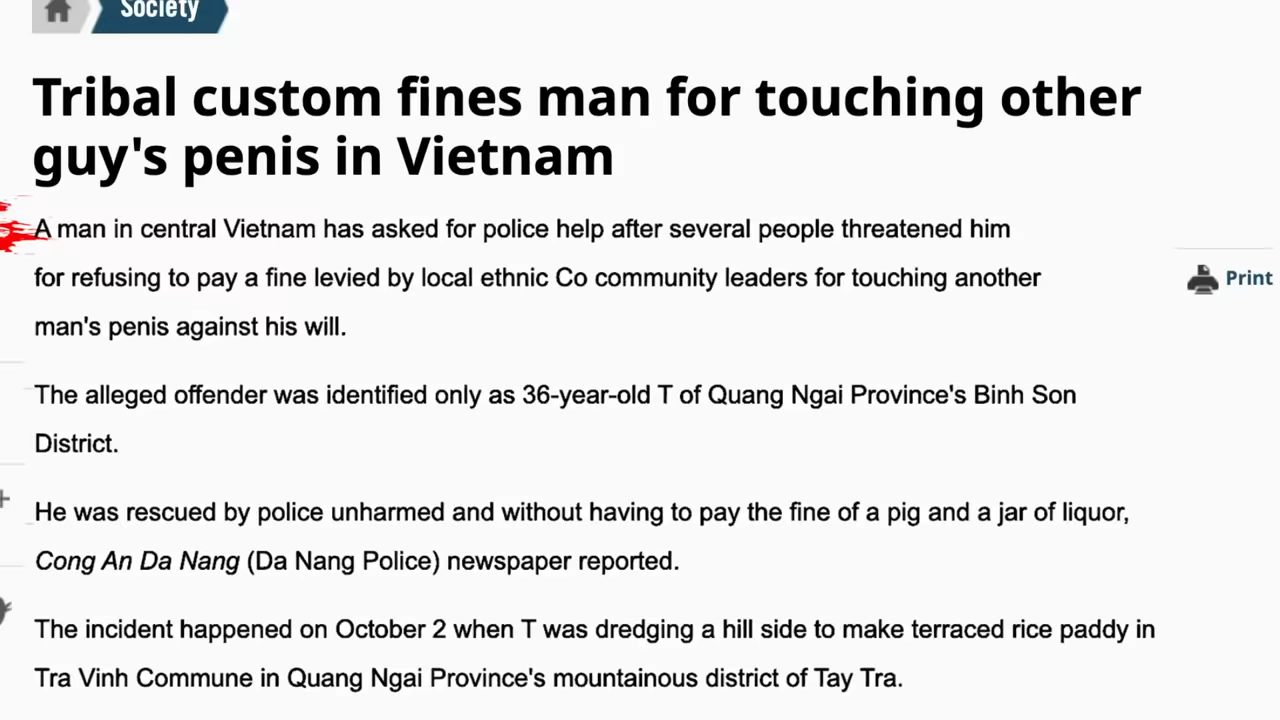 Society
Tribal custom fines man for touching other
guy's penis in Vietnam
A man in central Vietnam has asked for police help after several people threatened him
for refusing to pay a fine levied by local ethnic Co community leaders for touching another
man's penis against his will.
Print
The alleged offender was identified only as 36-year-old T of Quang Ngai Province's Binh Son
District.
He was rescued by police unharmed and without having to pay the fine of a pig and a jar of liquor,
Cong An Da Nang (Da Nang Police) newspaper reported.
The incident happened on October 2 when T was dredging a hill side to make terraced rice paddy in
Tra Vinh Commune in Quang Ngai Province's mountainous district of Tay Tra.